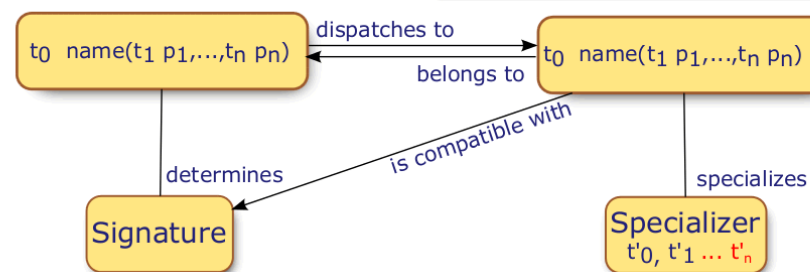 t0 name(t1 p1,...,tn pn)
dispatches to
belongs to
t0 name(t1 p1,...,tn pn)
is compatible with
determines
specializes
Signature
Specializer
t'0, t'1 ... t'n